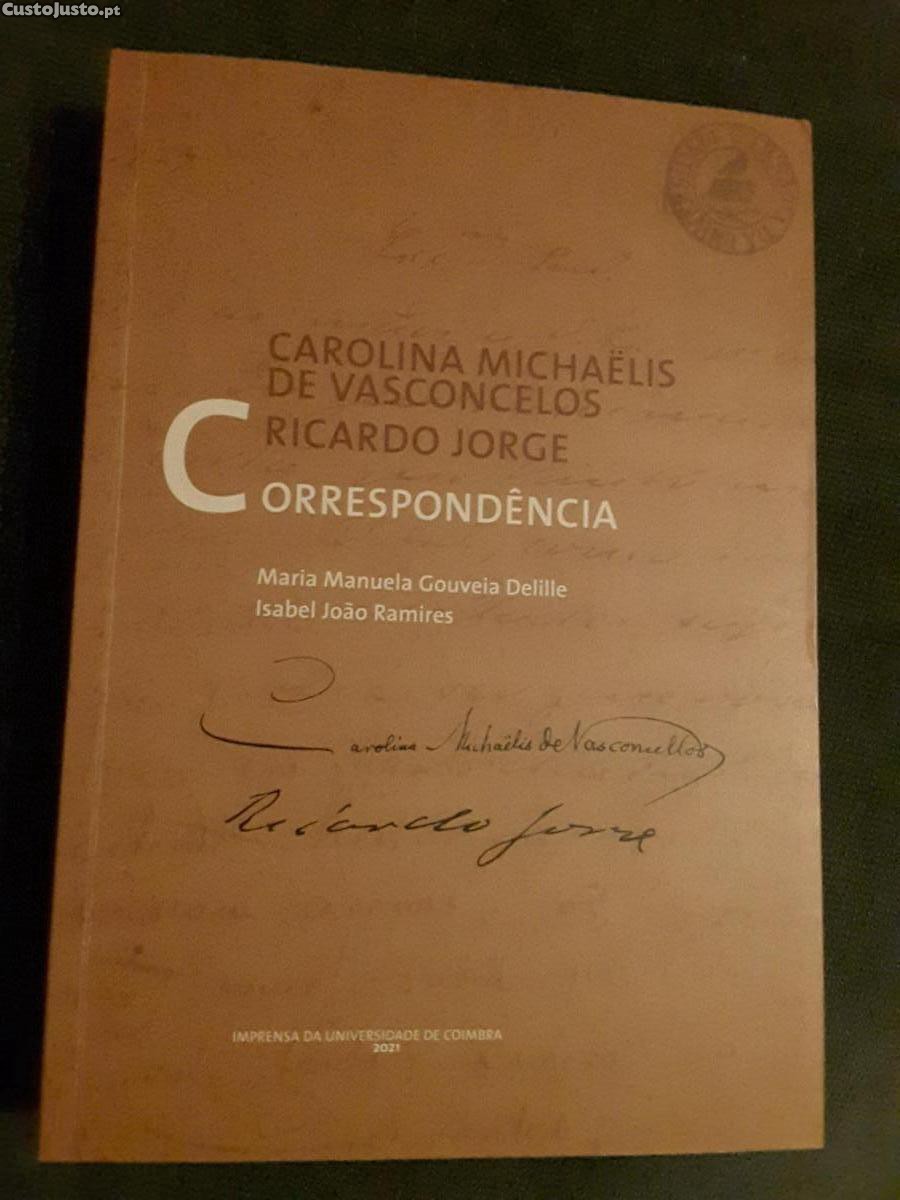 CustoJusto.pt
CAROLINA MICHAËLIS
DE VASCONCELOS
RICARDO JORGE
CORRESPONDÊNCIA
Maria Manuela Gouveia Delille
Isabel João Ramires
Carolina Michaëlis de Vasconcellos
Ricardo Jorge
IMPRENSA DA UNIVERSIDADE DE COIMBRA
2021